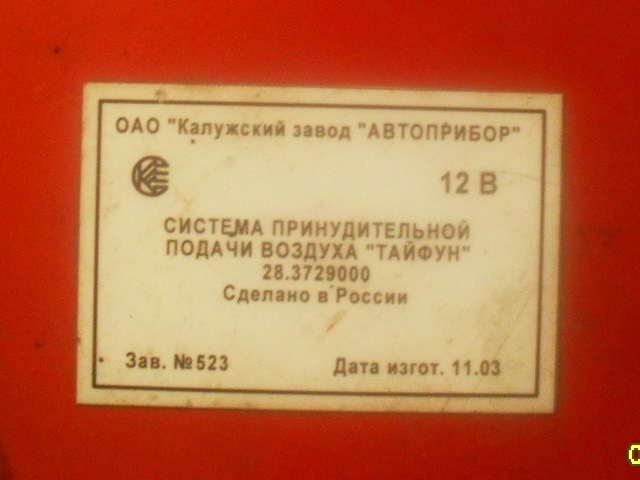 ОАО "Калужский завод "АВТОПРИБОР"
12 В
СИСТЕМА ПРИНУДИТЕЛЬНОЙ
ПОДАЧИ ВОЗДУХА "ТАЙФУН"
28.3729000
Сделано в России
Зав. №523 Дата изгот. 11.03